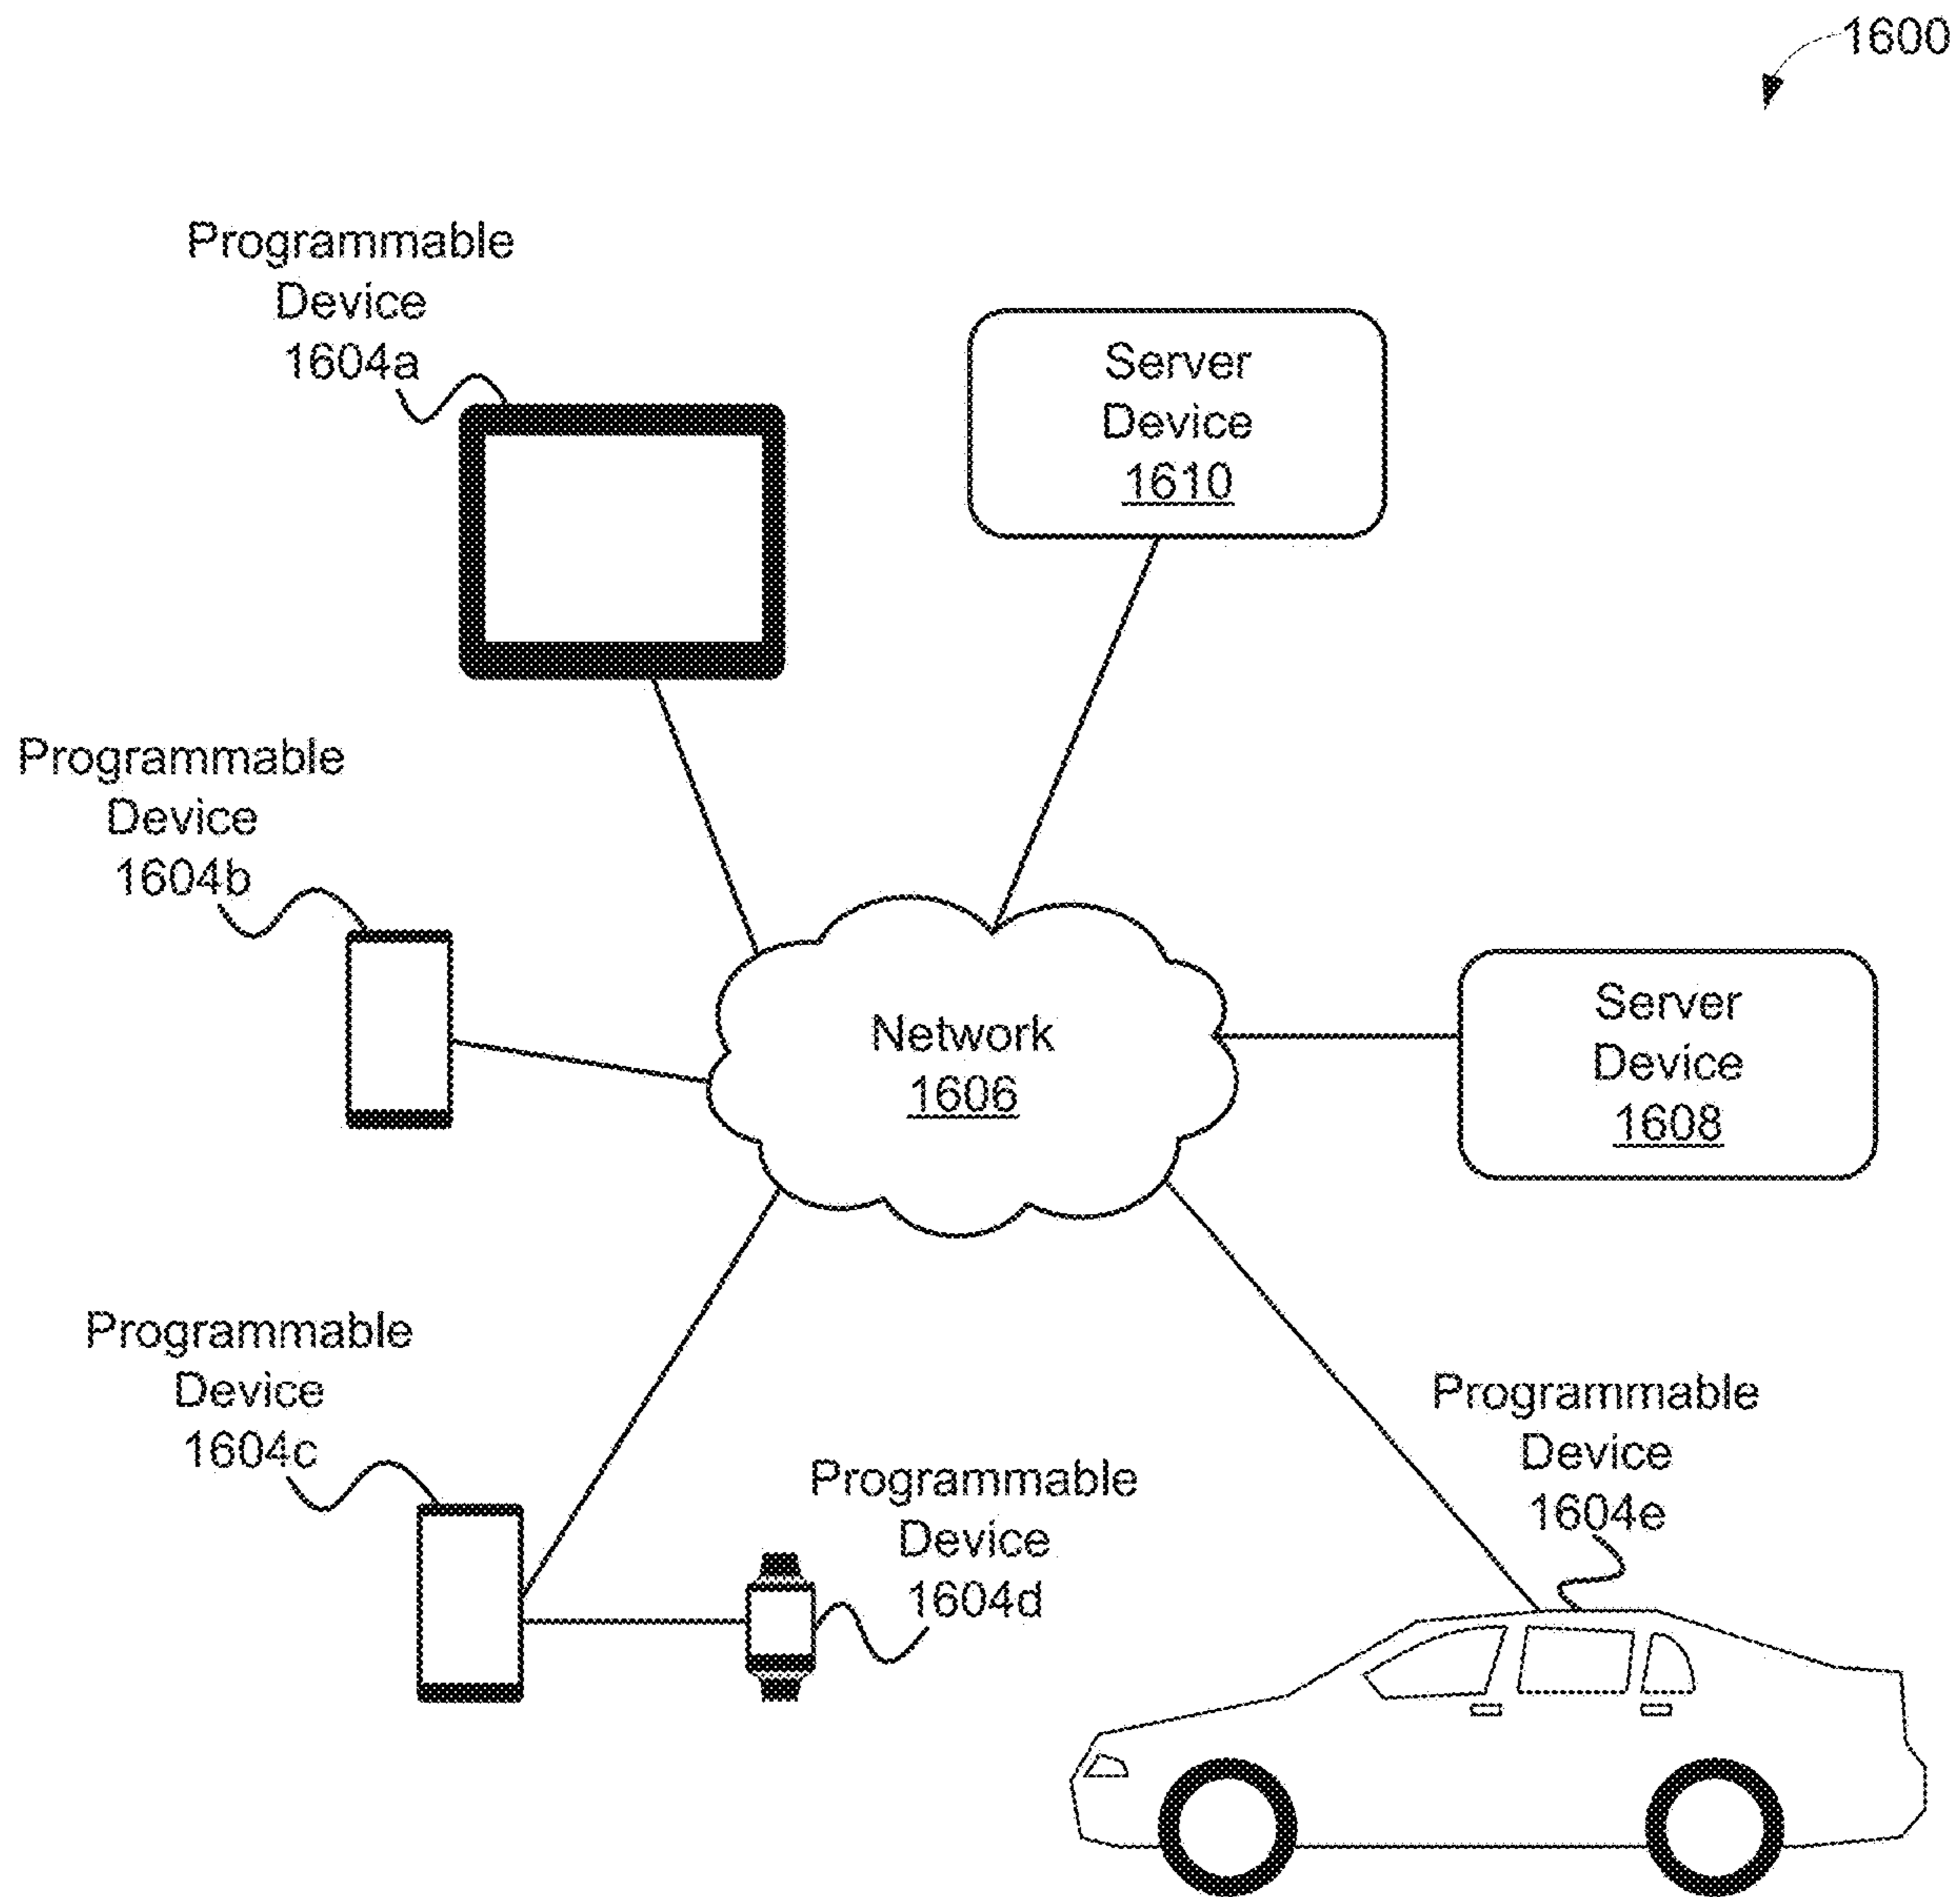 1600
Programmable
Device
1604a
Server
Device
1610
Programmable
Device
1604b
Network
1606
Server
Device
1608
Programmable
Device
1604c
Programmable
Device
1604d
Programmable
Device
1604e